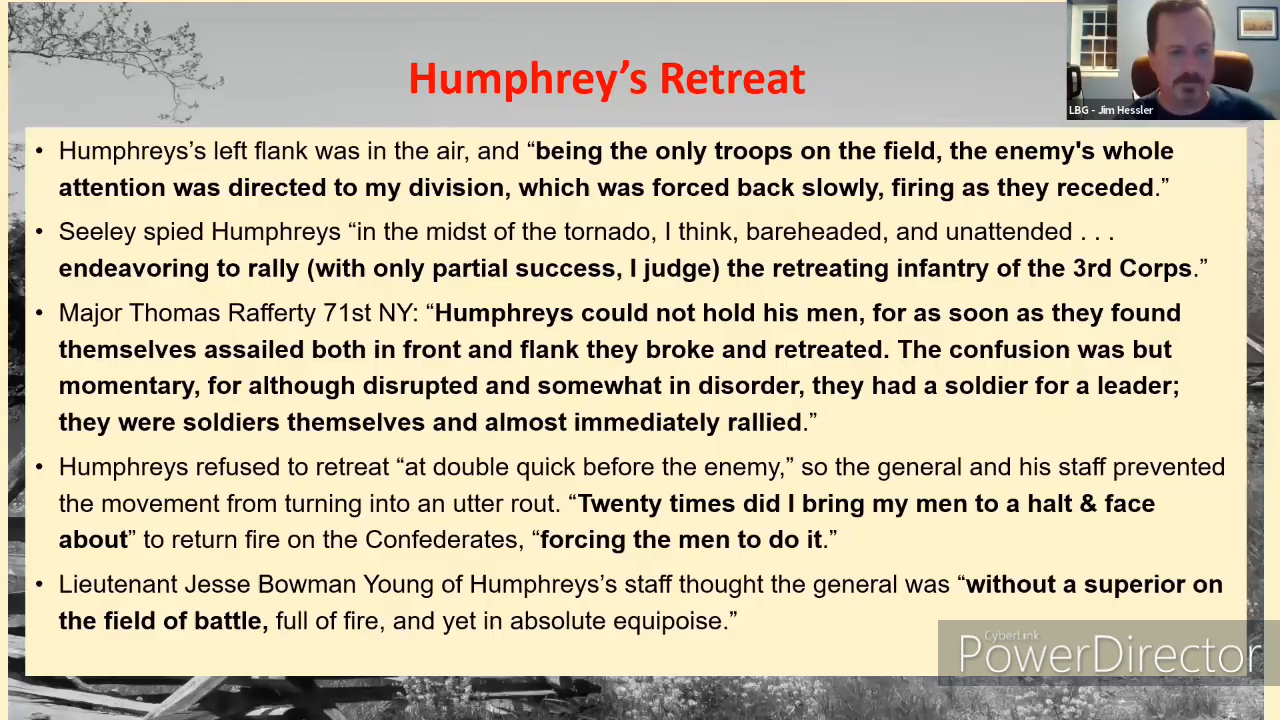 Humphrey’s Retreat
LBG - Jim Hessler
• Humphreys’s left flank was in the air, and “being the only troops on the field, the enemy's whole
attention was directed to my division, which was forced back slowly, firing as they receded.”
• Seeley spied Humphreys “in the midst of the tornado, I think, bareheaded, and unattended . . .
endeavoring to rally (with only partial success, I judge) the retreating infantry of the 3rd Corps.”
• Major Thomas Rafferty 71st NY: “Humphreys could not hold his men, for as soon as they found
themselves assailed both in front and flank they broke and retreated. The confusion was but
momentary, for although disrupted and somewhat in disorder, they had a soldier for a leader;
they were soldiers themselves and almost immediately rallied.”
• Humphreys refused to retreat “at double quick before the enemy,” so the general and his staff prevented
the movement from turning into an utter rout. “Twenty times did I bring my men to a halt & face
about” to return fire on the Confederates, “forcing the men to do it.”
• Lieutenant Jesse Bowman Young of Humphreys’s staff thought the general was “without a superior on
the field of battle, full of fire, and yet in absolute equipoise.”
CyberLink
PowerDirector